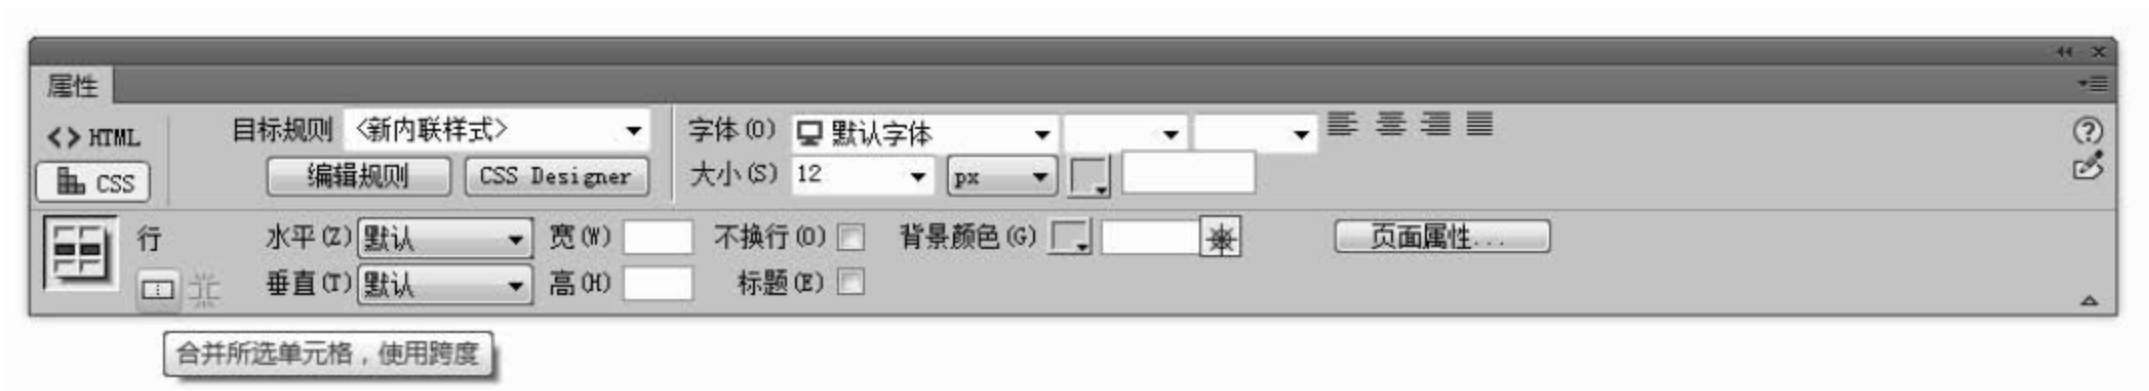 属性
<> HTML 目标规则 <新内联样式> 字体(O) 默认字体
CSS 编辑规则 CSS Designer 大小(S) 12 px
行 水平(Z) 默认 宽(W) 不换行(O) 背景颜色(G) 页面属性...
垂直(T) 默认 高(H) 标题(E)
合并所选单元格，使用跨度